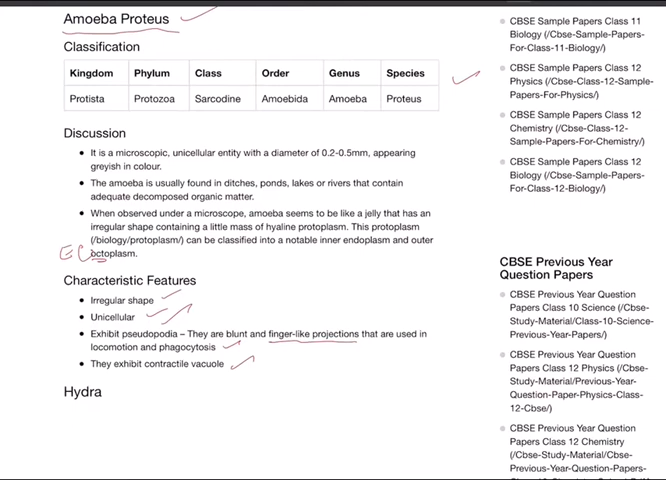 Amoeba Proteus
Classification
Kingdom Phylum Class Order Genus Species
Protista Protozoa Sarcodine Amoebida Amoeba Proteus
Discussion
It is a microscopic, unicellular entity with a diameter of 0.2-0.5mm, appearing
greyish in colour.
The amoeba is usually found in ditches, ponds, lakes or rivers that contain
adequate decomposed organic matter.
When observed under a microscope, amoeba seems to be like a jelly that has an
irregular shape containing a little mass of hyaline protoplasm. This protoplasm
(/biology/protoplasm/) can be classified into a notable inner endoplasm and outer
octoplasm.
Characteristic Features
Irregular shape
Unicellular
Exhibit pseudopodia – They are blunt and finger-like projections that are used in
locomotion and phagocytosis
They exhibit contractile vacuole
Hydra
CBSE Sample Papers Class 11
Biology (/Cbse-Sample-Papers-
For-Class-11-Biology/)
CBSE Sample Papers Class 12
Physics (/Cbse-Class-12-Sample-
Papers-For-Physics/)
CBSE Sample Papers Class 12
Chemistry (/Cbse-Class-12-
Sample-Papers-For-Chemistry/)
CBSE Sample Papers Class 12
Biology (/Cbse-Sample-Papers-
For-Class-12-Biology/)
CBSE Previous Year
Question Papers
CBSE Previous Year Question
Papers Class 10 Science (/Cbse-
Study-Material/Class-10-Science-
Previous-Year-Papers/)
CBSE Previous Year Question
Papers Class 12 Physics (/Cbse-
Study-Material/Previous-Year-
Question-Paper-Physics-Class-
12-Cbse/)
CBSE Previous Year Question
Papers Class 12 Chemistry
(/Cbse-Study-Material/Cbse-
Previous-Year-Question-Papers-